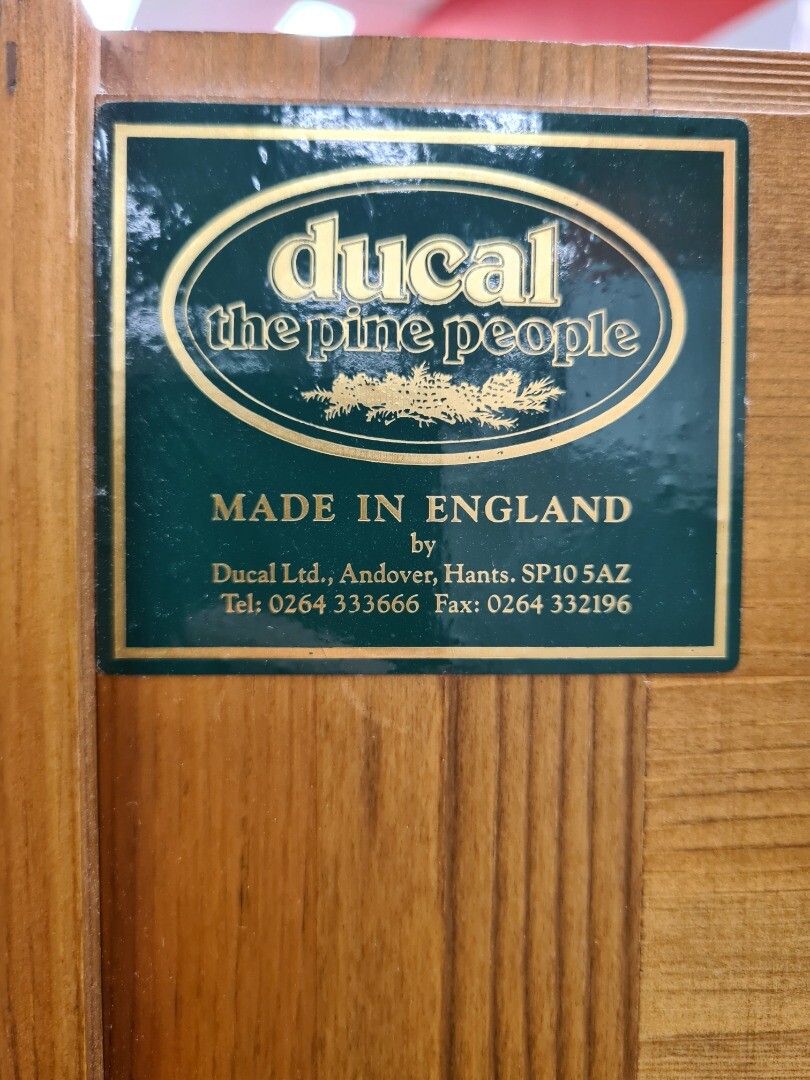 ducal
the pine people
MADE IN ENGLAND
by
Ducal Ltd., Andover, Hants. SP10 5AZ
Tel: 0264 333666 Fax: 0264 332196